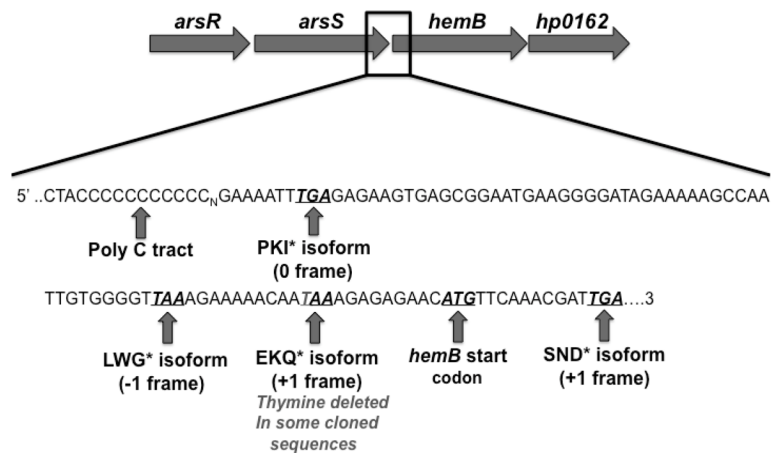 arsR arsS hemB hp0162
5' ..CTACCCCCCCCCCCCNGAAAATTTGAGAGAAGTGAGCGGAATGAAGGGGATAGAAAAAGCCAA
Poly C tract
PKI* isoform
(0 frame)
TTGTGGGGTTAAAGAAAAACAATAAAGAGAGAACATGTTCAAACGATTGA....3
LWG* isoform
(-1 frame)
EKQ* isoform
(+1 frame)
Thymine deleted
In some cloned
sequences
hemB start
codon
SND* isoform
(+1 frame)